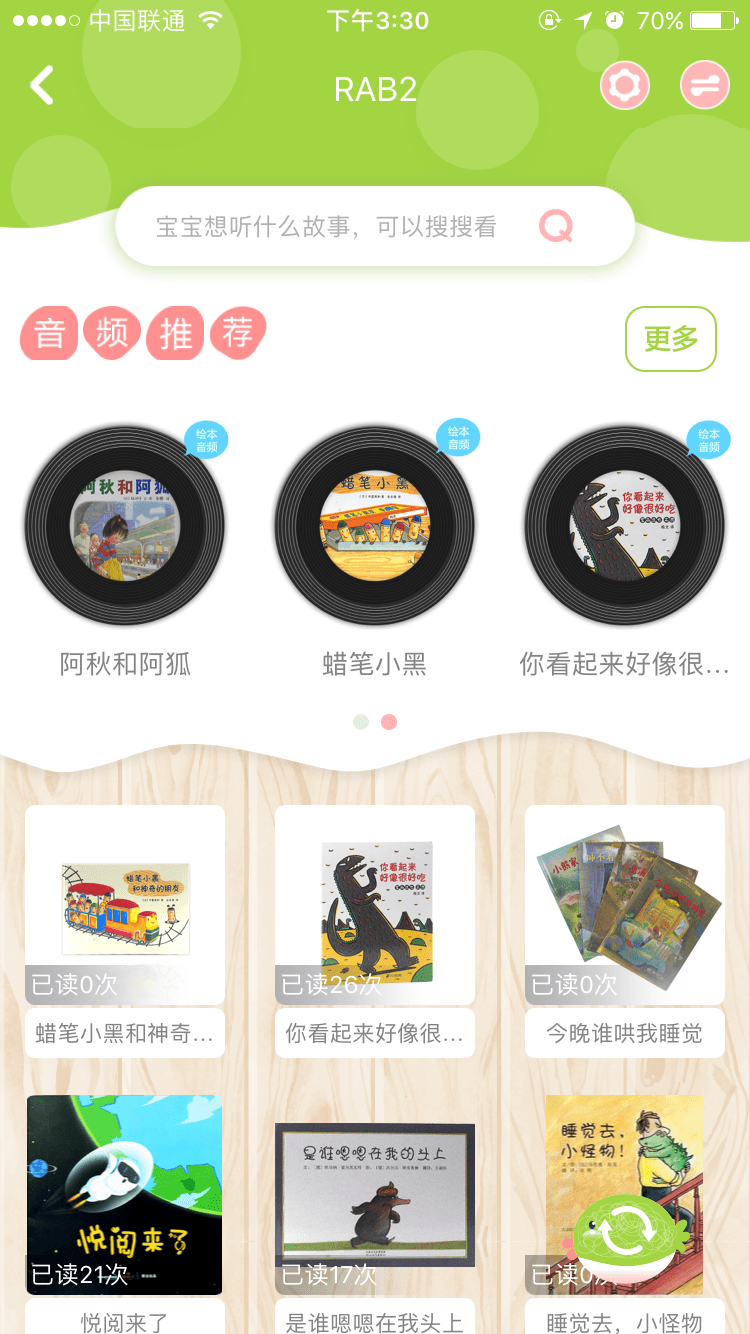 中国联通
下午3:30
70%
RAB2
宝宝想听什么故事，可以搜搜看
音频推荐
更多
绘本
音频
绘本
音频
绘本
音频
阿秋和阿狐
蜡笔小黑
你看起来
好像很好吃
阿秋和阿狐
蜡笔小黑
你看起来好像很...
蜡笔小黑
和神奇的朋友
你看起来
好像很好吃
已读0次
已读26次
已读0次
蜡笔小黑和神奇...
你看起来好像很...
今晚谁哄我睡觉
悦阅来了
是谁嗯嗯在我的头上
睡觉去，
小怪物！
已读21次
已读17次
已读0次
悦阅来了
是谁嗯嗯在我头上
睡觉去，小怪物